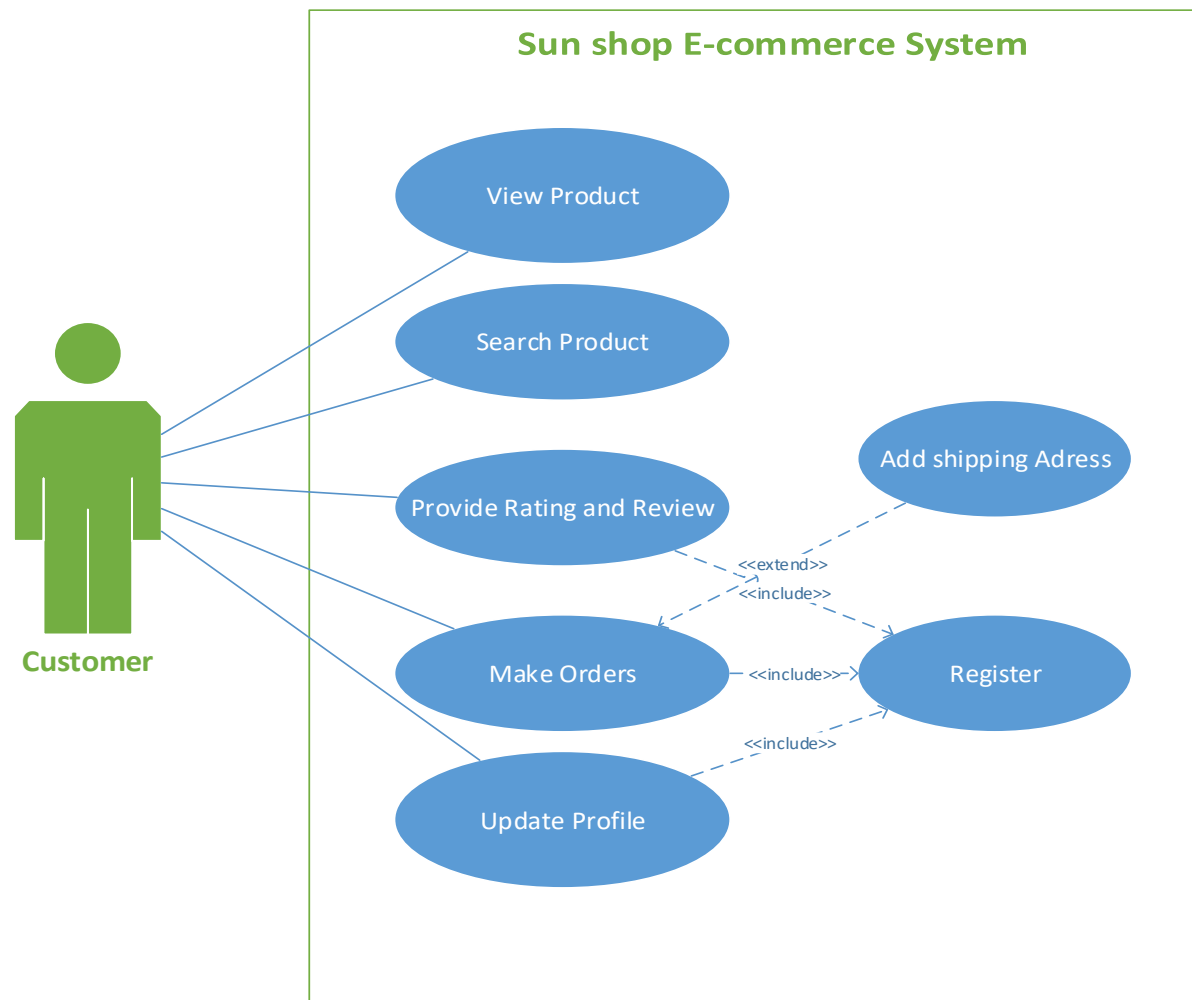 Sun shop E-commerce System
View Product
Search Product
Add shipping Adress
Provide Rating and Review
<<extend>>
<<include>>
Customer
Make Orders
<<include>>
Register
<<include>>
Update Profile